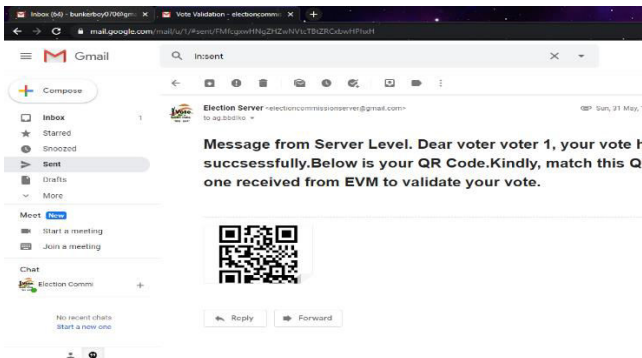 Inbox (64) - bunkerboy070@gm
Vote Validation - electioncommi
mail.google.com/mail/u/1/#sent/
Gmail
in:sent
Compose
Inbox 1
Starred
Snoozed
Sent
Drafts
More
Meet New
Start a meeting
Join a meeting
Chat
Election Commi
No recent chats
Start a new one
Election Server <electioncommissionserver@gmail.com>
to ag.bbdiko
Sun, 31 May,
Message from Server Level. Dear voter voter 1, your vote h
succsessfully.Below is your QR Code.Kindly, match this Q
one received from EVM to validate your vote.
Reply
Forward